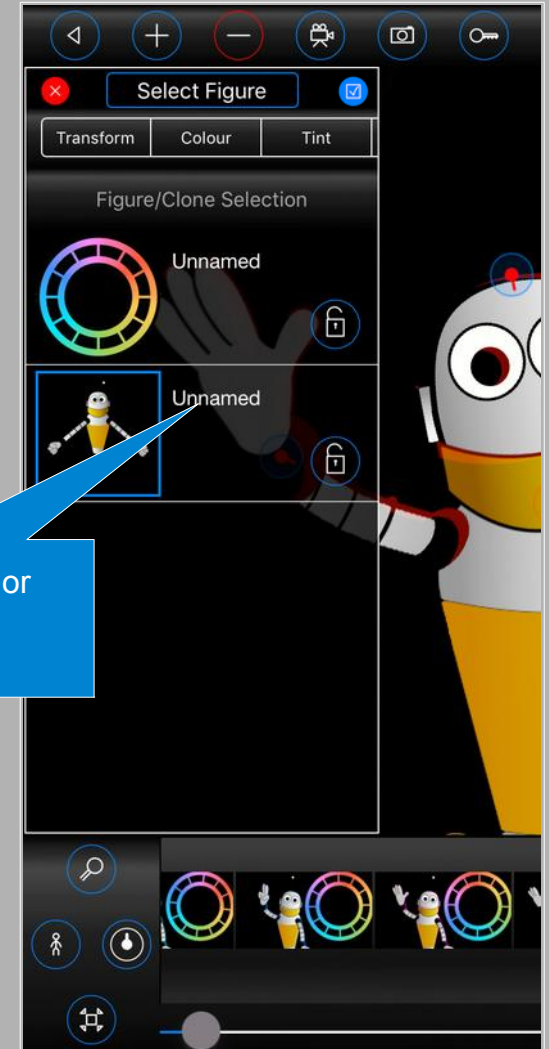 Select Figure
Transform Colour Tint
Figure/Clone Selection
Unnamed
Unnamed
or